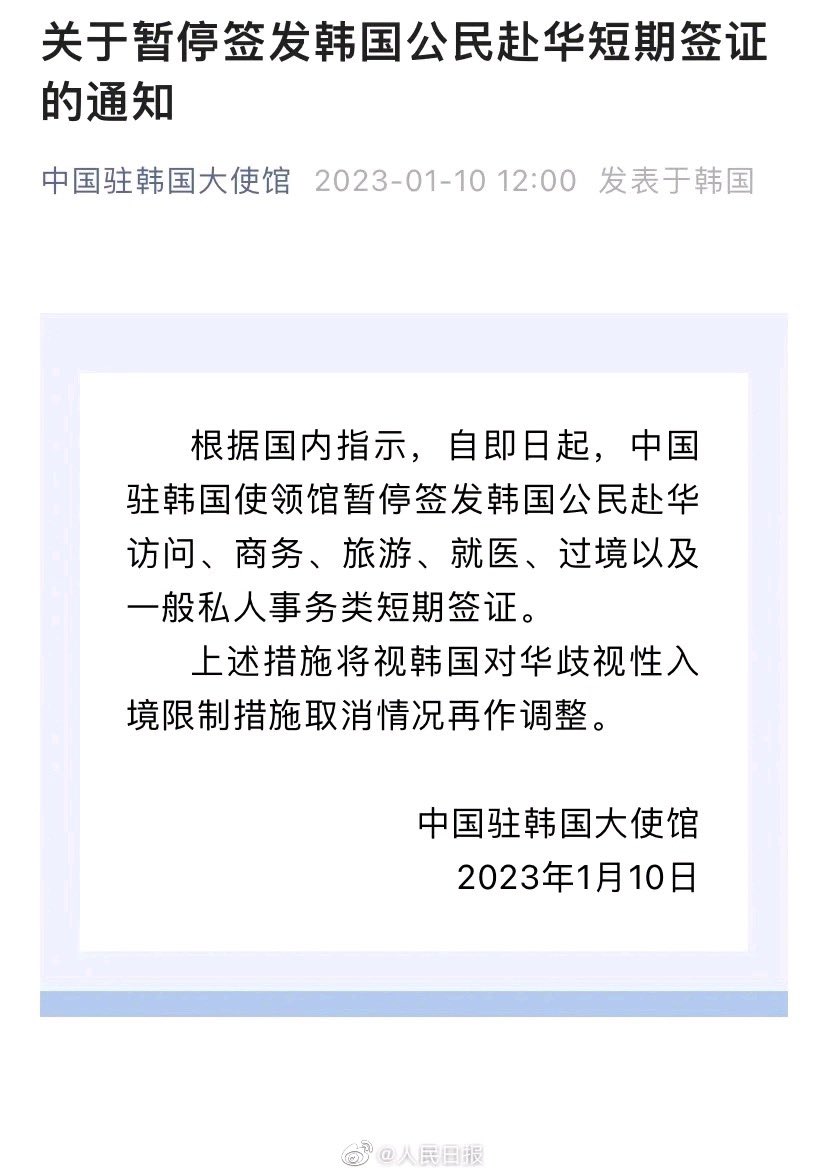 关于暂停签发韩国公民赴华短期签证
的通知
中国驻韩国大使馆 2023-01-10 12:00 发表于韩国
根据国内指示，自即日起，中国
驻韩国使领馆暂停签发韩国公民赴华
访问、商务、旅游、就医、过境以及
一般私人事务类短期签证。
上述措施将视韩国对华歧视性入
境限制措施取消情况再作调整。
中国驻韩国大使馆
2023年1月10日
@人民日报